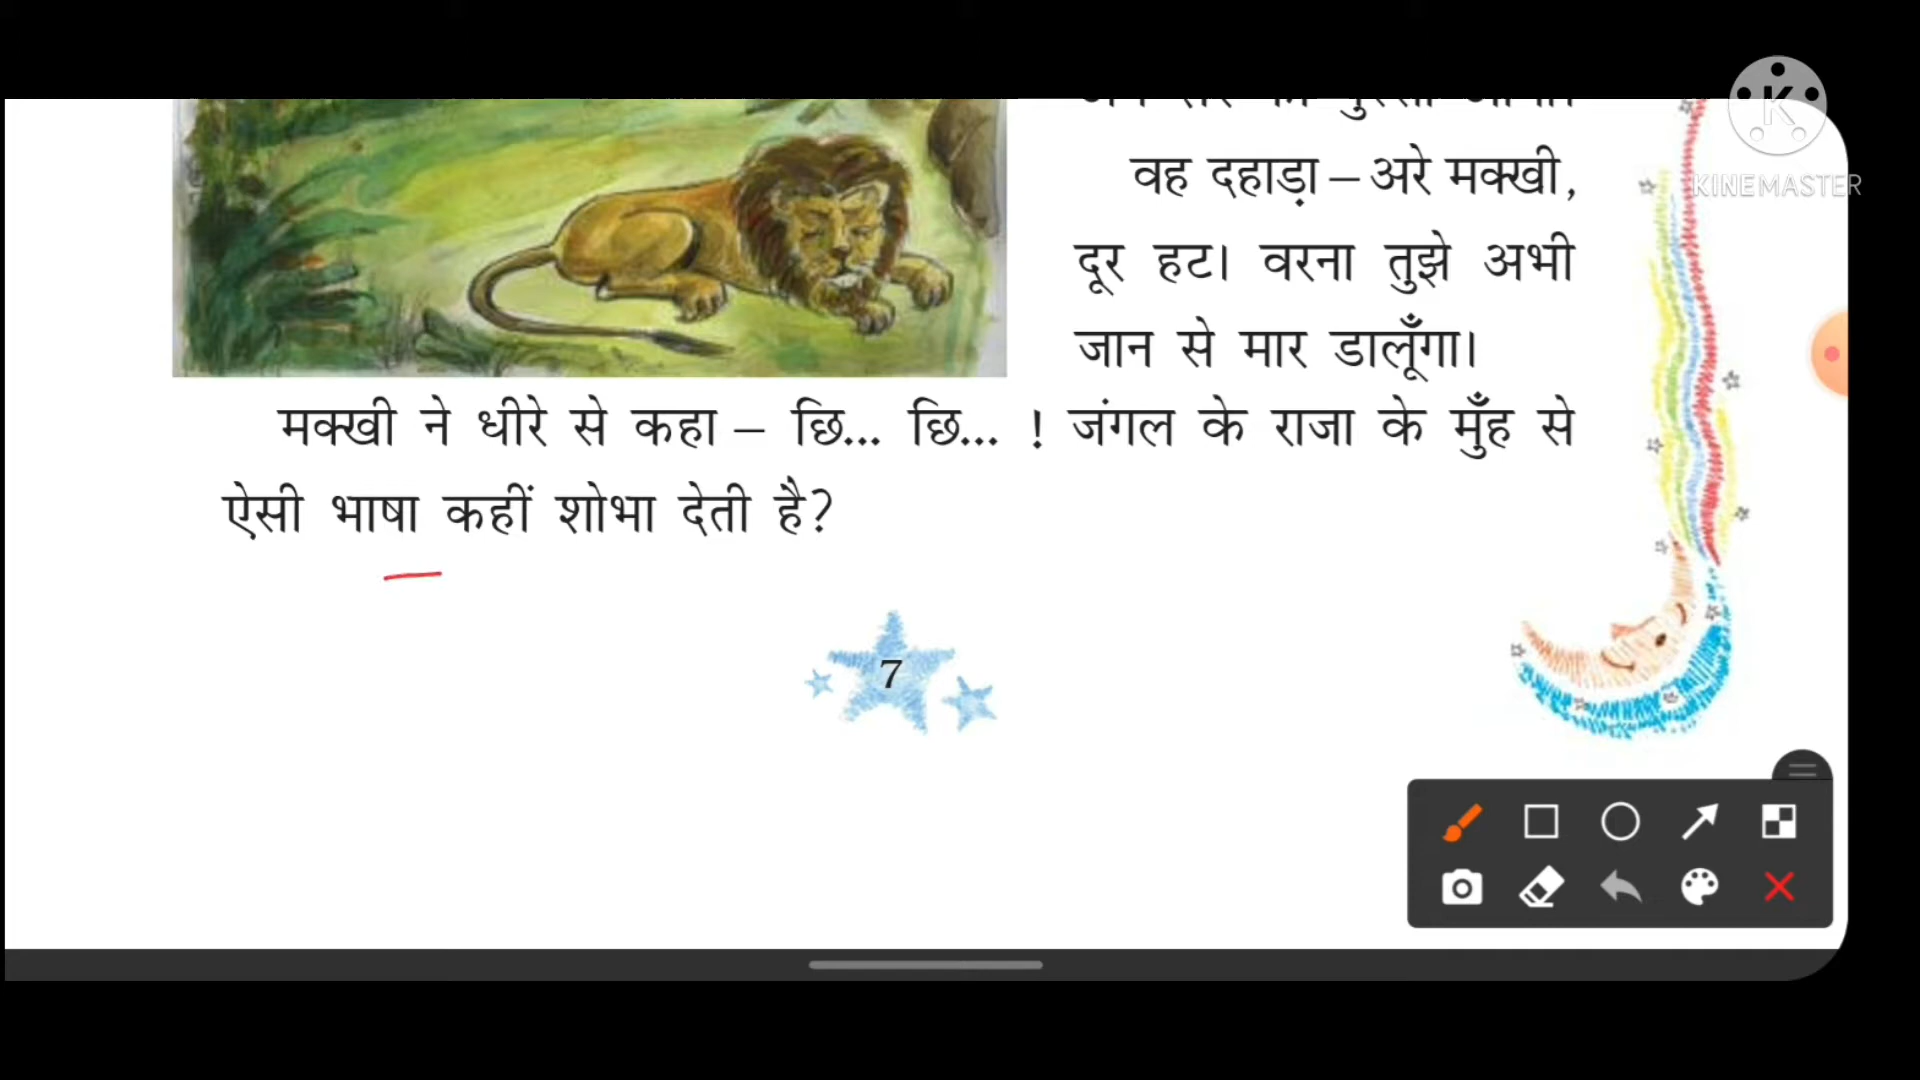 वह दहाड़ा – अरे मक्खी,
दूर हट। वरना तुझे अभी
जान से मार डालूँगा।
मक्खी ने धीरे से कहा – छि... छि... ! जंगल के राजा के मुँह से
ऐसी भाषा कहीं शोभा देती है?
7
K
KINEMASTER